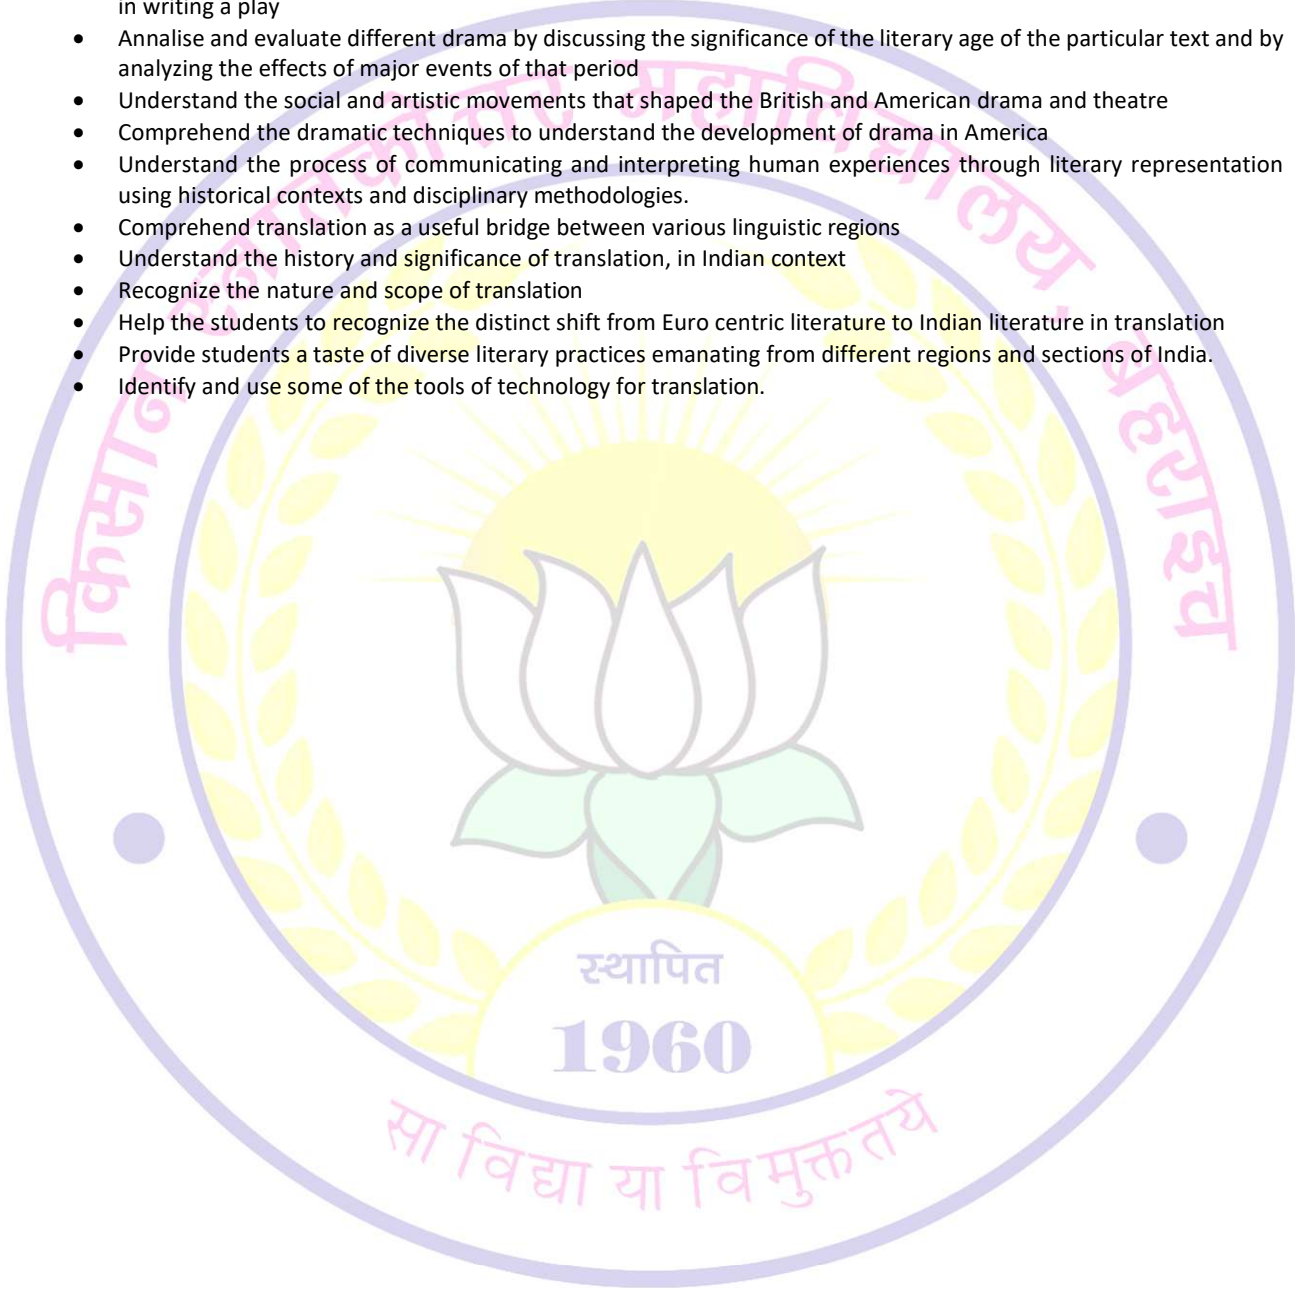 in writing a play
• Annalise and evaluate different drama by discussing the significance of the literary age of the particular text and by
analyzing the effects of major events of that period
• Understand the social and artistic movements that shaped the British and American drama and theatre
• Comprehend the dramatic techniques to understand the development of drama in America
• Understand the process of communicating and interpreting human experiences through literary representation
using historical contexts and disciplinary methodologies.
• Comprehend translation as a useful bridge between various linguistic regions
• Understand the history and significance of translation, in Indian context
• Recognize the nature and scope of translation
• Help the students to recognize the distinct shift from Euro centric literature to Indian literature in translation
• Provide students a taste of diverse literary practices emanating from different regions and sections of India.
• Identify and use some of the tools of technology for translation.
किसान स्नातकोत्तर महाविद्यालय, बहराइच
स्थापित
1960
सा विद्या या विमुक्तये